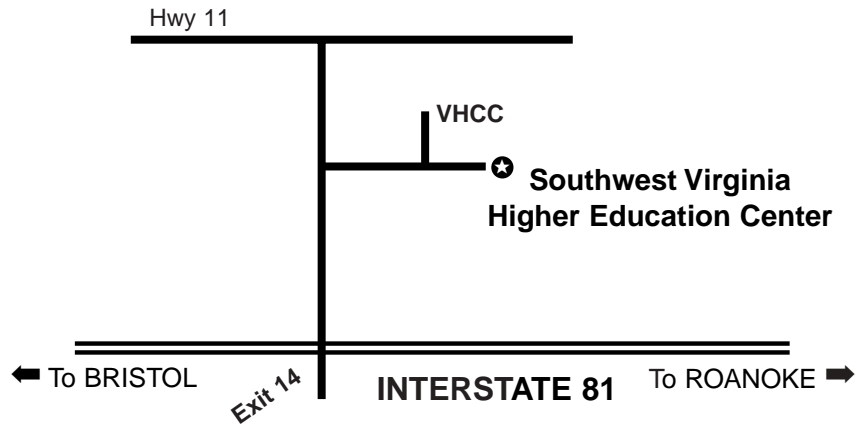 Hwy 11
VHCC
Southwest Virginia
Higher Education Center
To BRISTOL
Exit 14
INTERSTATE 81
To ROANOKE